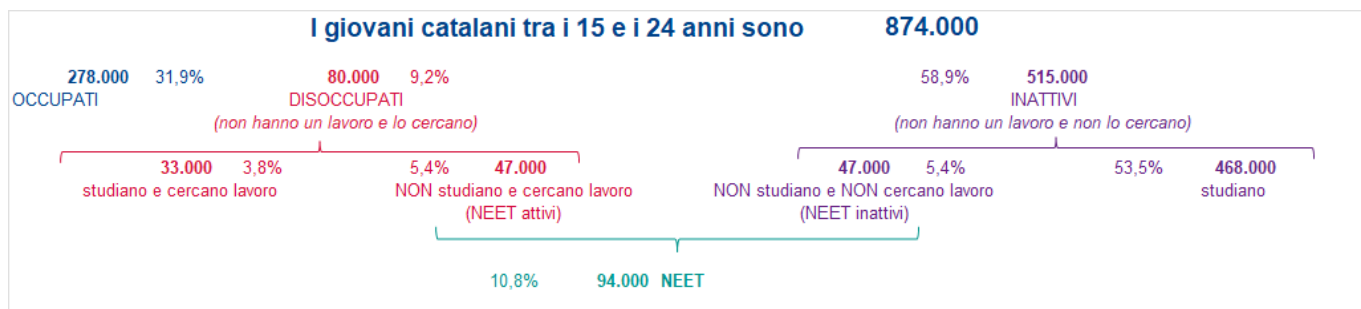 I giovani catalani tra i 15 e i 24 anni sono 874.000
278.000 31,9% 80.000 9,2% 58,9% 515.000
OCCUPATI DISOCCUPATI INATTIVI
(non hanno un lavoro e lo cercano) (non hanno un lavoro e non lo cercano)
33.000 3,8% 5,4% 47.000 47.000 5,4% 53,5% 468.000
studiano e cercano lavoro NON studiano e cercano lavoro NON studiano e NON cercano lavoro studiano
(NEET attivi) (NEET inattivi)
10,8% 94.000 NEET